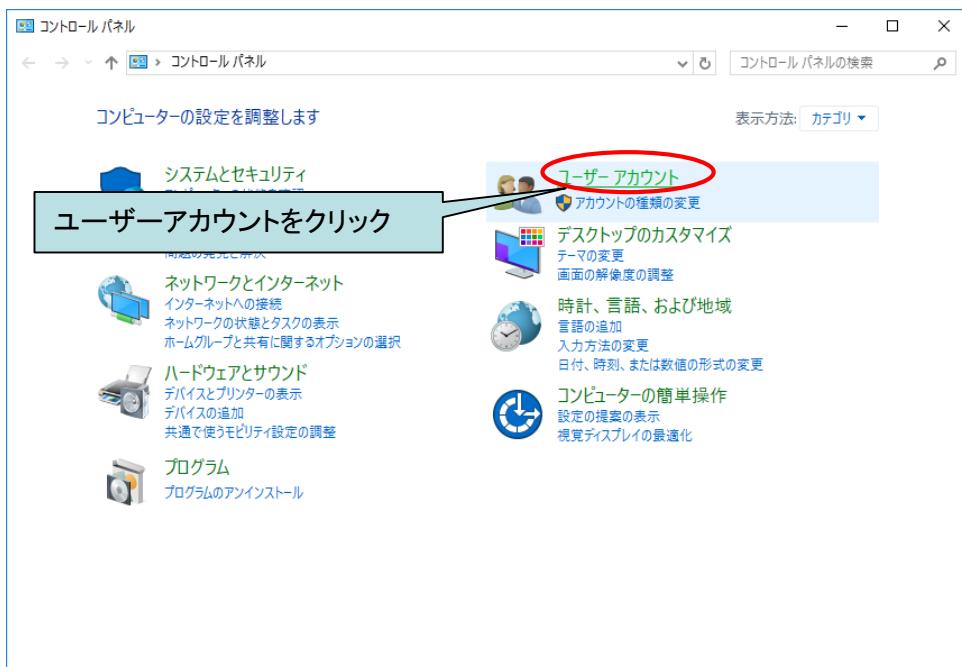 コントロール パネル
コントロール パネル
コントロール パネルの検索
コンピューターの設定を調整します
表示方法: カテゴリ
システムとセキュリティ
ユーザーアカウントをクリック
ネットワークとインターネット
インターネットへの接続
ネットワークの状態とタスクの表示
ホームグループと共有に関するオプションの選択
ハードウェアとサウンド
デバイスとプリンターの表示
デバイスの追加
共通で使うモビリティ設定の調整
プログラム
プログラムのアンインストール
ユーザー アカウント
アカウントの種類の変更
デスクトップのカスタマイズ
テーマの変更
画面の解像度の調整
時計、言語、および地域
言語の追加
入力方法の変更
日付、時刻、または数値の形式の変更
コンピューターの簡単操作
設定の提案の表示
視覚ディスプレイの最適化